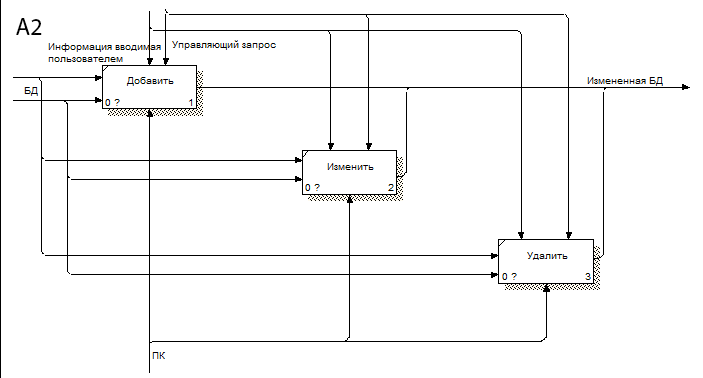 A2
Информация вводимая
пользователем
Управляющий запрос
Добавить
0 ?
1
БД
Измененная БД
Изменить
0 ?
2
Удалить
0 ?
3
ПК